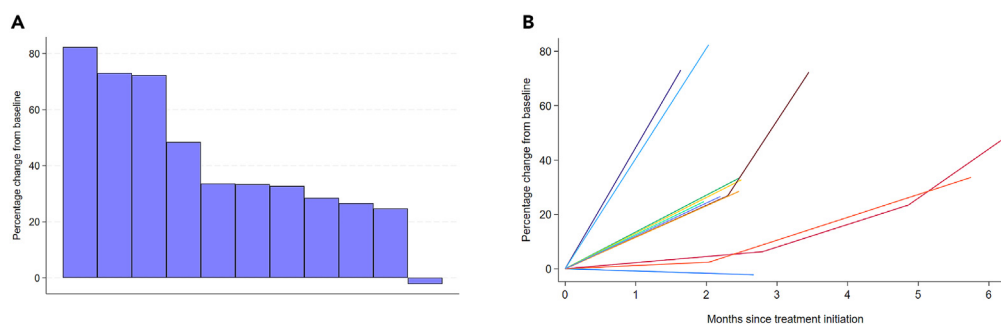 A
Percentage change from baseline
80
60
40
20
0
B
Percentage change from baseline
80
60
40
20
0
0 1 2 3 4 5 6
Months since treatment initiation